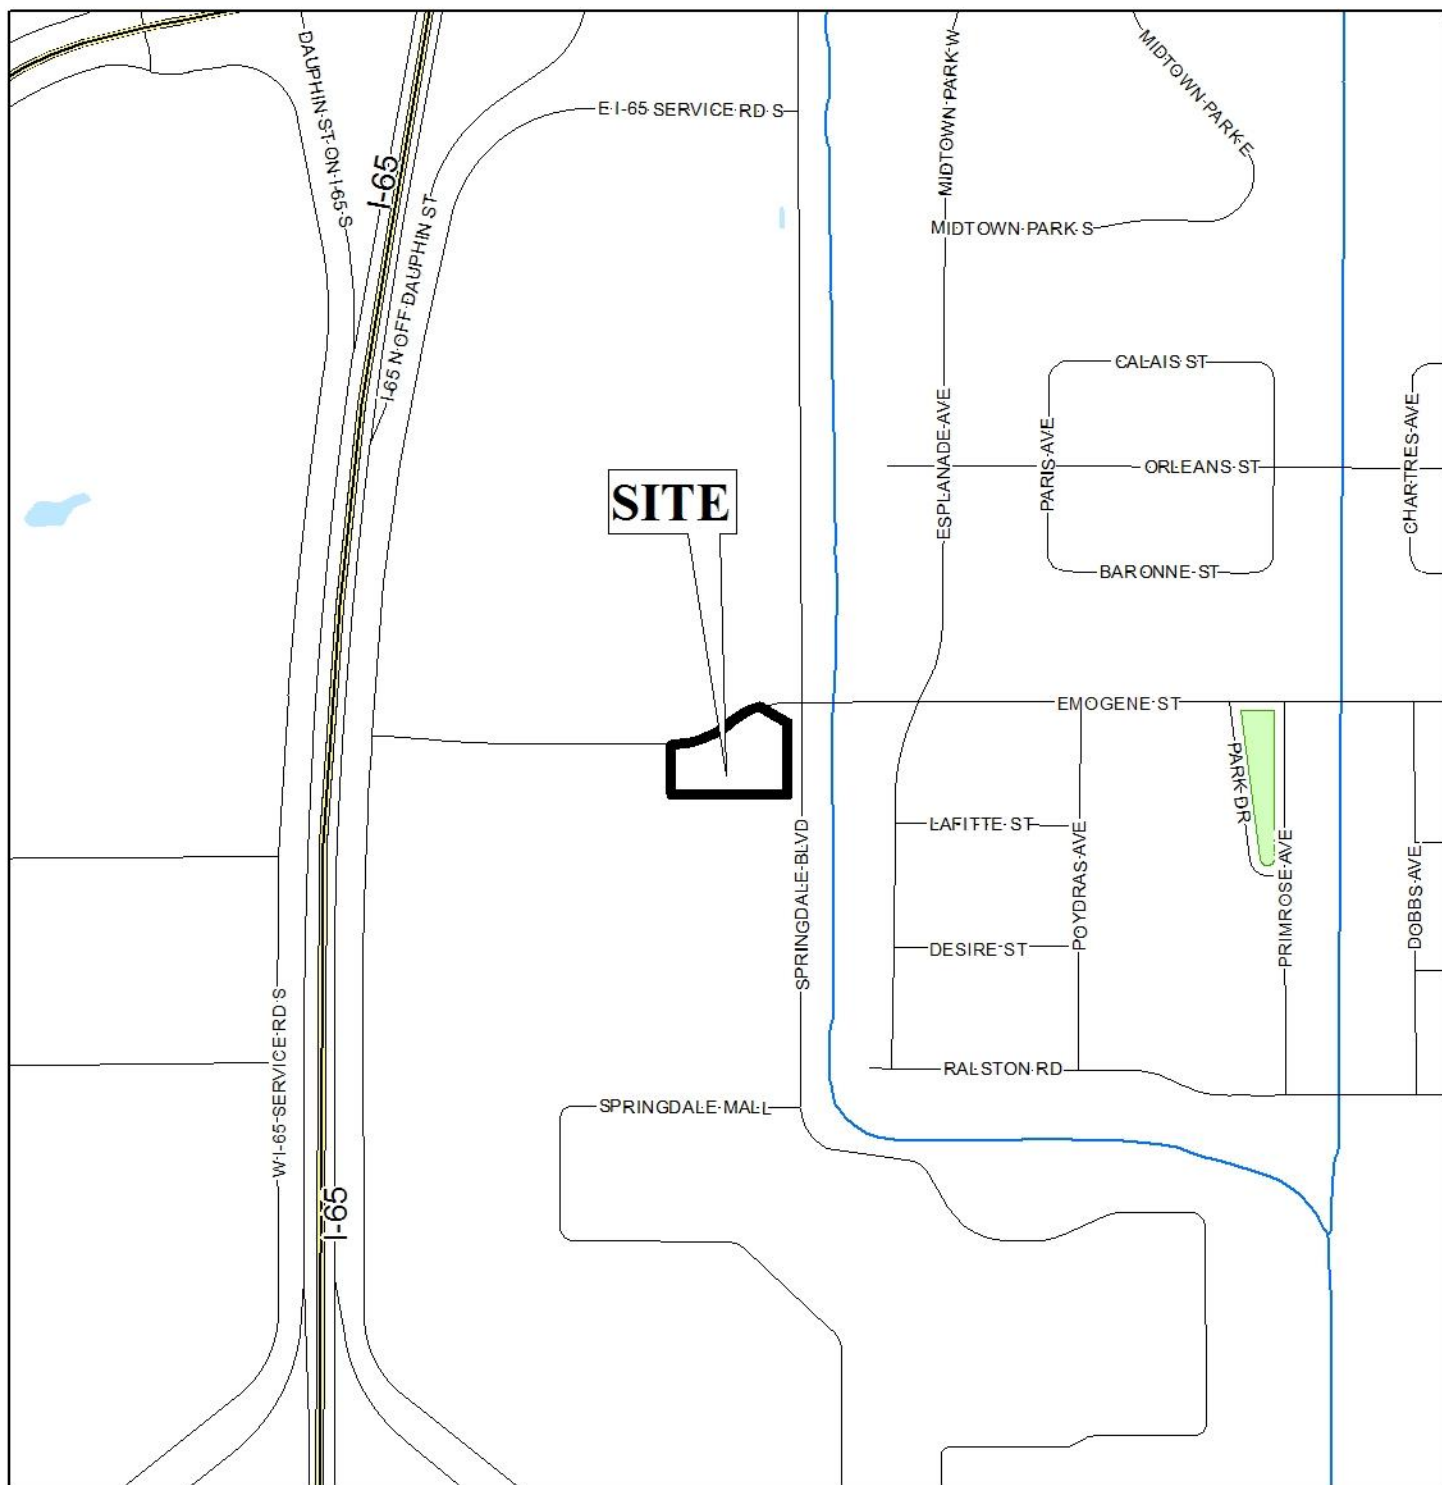 DAUPHIN ST ON I-65 S
I-65
E I-65 SERVICE RD S
MIDTOWN PARK W
MIDTOWN PARK E
I-65 N OFF DAUPHIN ST
MIDTOWN PARK S
CALAIS ST
ESPLANADE AVE
PARIS AVE
ORLEANS ST
CHARTRES AVE
SITE
BARONNE ST
EMOGENE ST
PARK DR
LAFITTE ST
SPRINGDALE BLVD
POYDRAS AVE
PRIMROSE AVE
DOBBS AVE
DESIRE ST
W I-65 SERVICE RD S
RALSTON RD
SPRINGDALE MALL
I-65